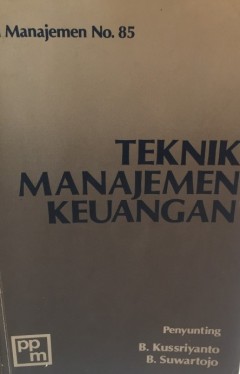 Manajemen No. 85
TEKNIK
MANAJEMEN
KEUANGAN
Penyunting
B. Kussriyanto
B. Suwartojo
ppm